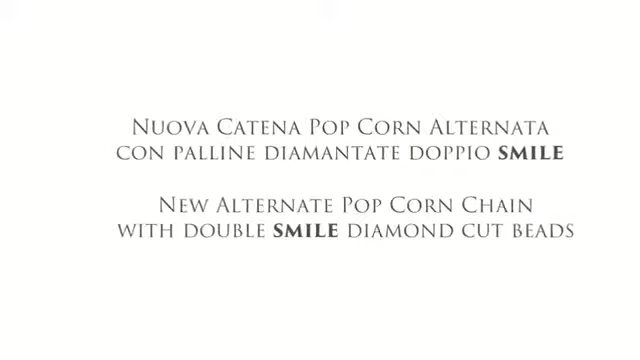 Nuova Catena Pop Corn Alternata
con palline diamantate doppio SMILE
New Alternate Pop Corn Chain
with double SMILE diamond cut beads